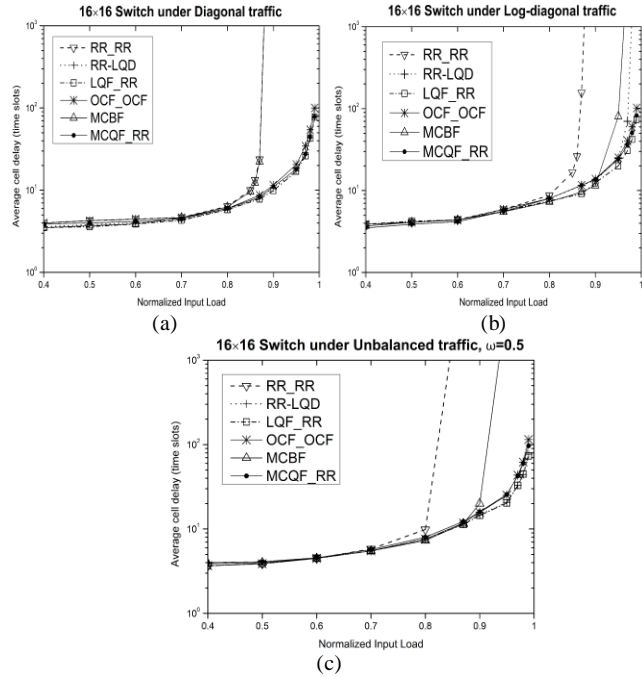 16×16 Switch under Diagonal traffic
Average cell delay (time slots)
10³
10²
10¹
10⁰
RR_RR
RR-LQD
LQF_RR
OCF_OCF
MCBF
MCQF_RR
0.4 0.5 0.6 0.7 0.8 0.9 1
Normalized Input Load
(a)
16×16 Switch under Log-diagonal traffic
Average cell delay (time slots)
10³
10²
10¹
10⁰
RR_RR
RR-LQD
LQF_RR
OCF_OCF
MCBF
MCQF_RR
0.4 0.5 0.6 0.7 0.8 0.9 1
Normalized Input Load
(b)
16×16 Switch under Unbalanced traffic, ω=0.5
Average cell delay (time slots)
10³
10²
10¹
10⁰
RR_RR
RR-LQD
LQF_RR
OCF_OCF
MCBF
MCQF_RR
0.4 0.5 0.6 0.7 0.8 0.9 1
Normalized Input Load
(c)